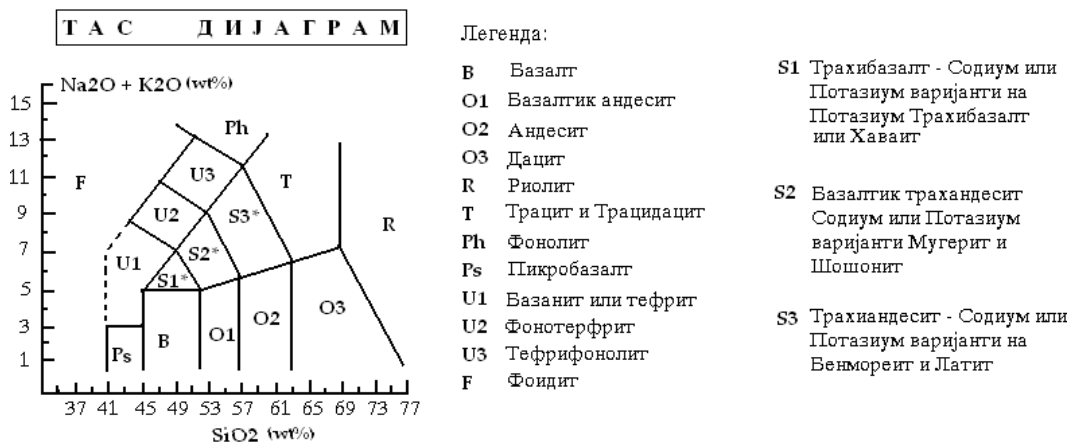 ТАС ДИЈАГРАМ
Na2O + K2O (wt%)
15
13
11
9
7
5
3
1
37 41 45 49 53 57 61 65 69 73 77
SiO2 (wt%)
Ph
U3
F
T
U2
S3*
R
S2*
U1
S1*
O3
O2
O1
B
Ps
Легенда:
B Базалт
O1 Базалтик андесит
O2 Андесит
O3 Дацит
R Риолит
T Трацит и Трацидацит
Ph Фонолит
Ps Пикробазалт
U1 Базанит или тефрит
U2 Фонотерфрит
U3 Тефрифонолит
F Фоидит
S1 Трахибазалт - Содиум или
Потазиум варијанти на
Потазиум Трахибазалт
или Хаваит
S2 Базалтик трахандесит
Содиум или Потазиум
варијанти Мугерит и
Шошонит
S3 Трахиандесит - Содиум или
Потазиум варијанти на
Бенмореит и Латит